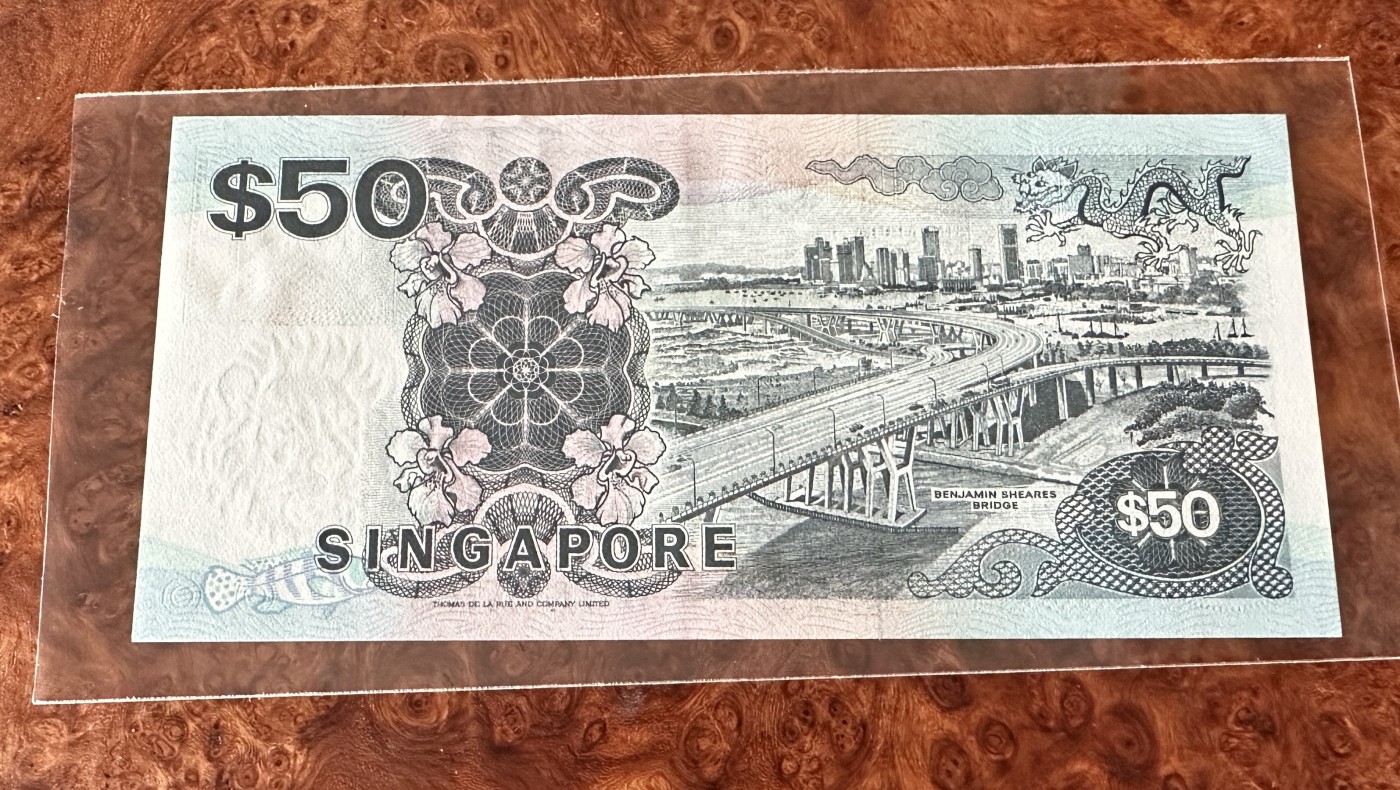 $50
BENJAMIN SHEARES
BRIDGE
$50
SINGAPORE
THOMAS DE LA RUE AND COMPANY LIMITED